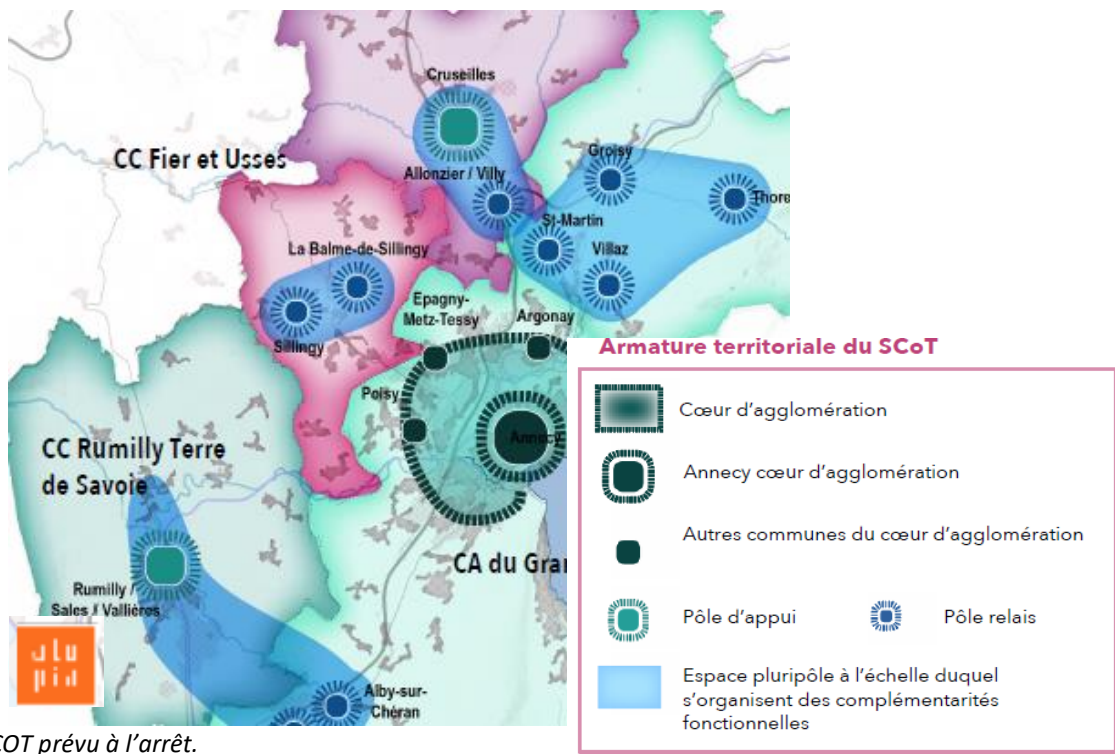 Cruseilles
CC Fier et Usses
Groisy
Allonzier / Villy
Thore
St-Martin
La Balme-de-Sillingy
Villaz
Epagny-
Metz-Tessy
Argonay
Sillingy
Poisy
Annecy
CC Rumilly Terre
de Savoie
CA du Gra
Rumilly /
Sales / Vallières
Alby-sur-
Chéran
Armature territoriale du SCoT
Cœur d'agglomération
Annecy cœur d'agglomération
Autres communes du cœur d'agglomération
Pôle d'appui
Pôle relais
Espace pluripôle à l'échelle duquel
s'organisent des complémentarités
fonctionnelles
COT prévu à l'arrêt.